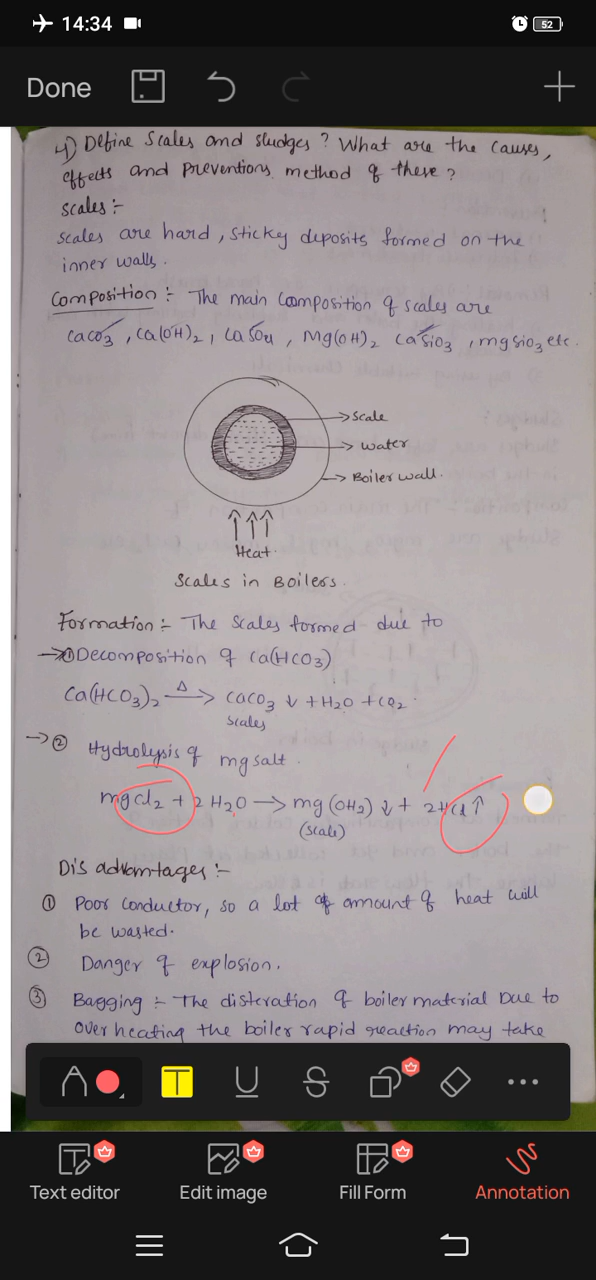 14:34
52
Done
4) Define Scales and sludges? What are the causes,
effects and preventions method of these?
Scales:-
Scales are hard, sticky deposits formed on the
inner walls.
Composition:- The main composition of scales are
CaCO3, Ca(OH)2, CaSO4, Mg(OH)2 CaSiO3, mgSiO3 etc.
Scale
water
Boiler wall.
Heat.
Scales in Boilers.
Formation:- The Scales formed due to
→① Decomposition of Ca(HCO3)
Ca(HCO3)2 —Δ→ CaCO3 ↓ + H2O + CO2
Scales
→② Hydrolysis of mg salt.
mgCl2 + 2H2O → mg(OH2) ↓ + 2HCl↑
(Scale)
Dis advantages:-
① Poor conductor, so a lot of amount of heat will
be wasted.
② Danger of explosion.
③ Bagging:- The disteration of boiler material Due to
over heating the boiler rapid reaction may take
T U S
Text editor
Edit image
Fill Form
Annotation